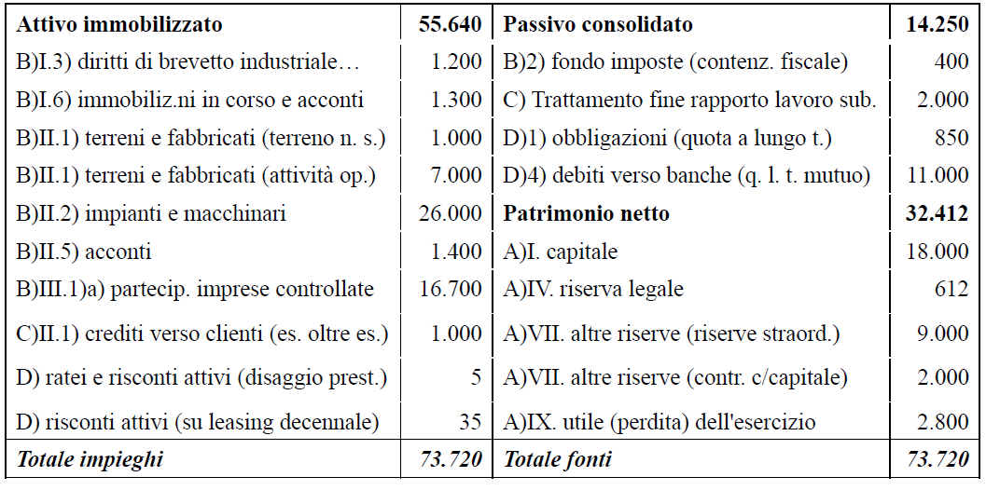 Attivo immobilizzato 55.640 Passivo consolidato 14.250
B)I.3) diritti di brevetto industriale… 1.200 B)2) fondo imposte (contenz. fiscale) 400
B)I.6) immobiliz.ni in corso e acconti 1.300 C) Trattamento fine rapporto lavoro sub. 2.000
B)II.1) terreni e fabbricati (terreno n. s.) 1.000 D)1) obbligazioni (quota a lungo t.) 850
B)II.1) terreni e fabbricati (attività op.) 7.000 D)4) debiti verso banche (q. l. t. mutuo) 11.000
B)II.2) impianti e macchinari 26.000 Patrimonio netto 32.412
B)II.5) acconti 1.400 A)I. capitale 18.000
B)III.1)a) partecip. imprese controllate 16.700 A)IV. riserva legale 612
C)II.1) crediti verso clienti (es. oltre es.) 1.000 A)VII. altre riserve (riserve straord.) 9.000
D) ratei e risconti attivi (disaggio prest.) 5 A)VII. altre riserve (contr. c/capitale) 2.000
D) risconti attivi (su leasing decennale) 35 A)IX. utile (perdita) dell'esercizio 2.800
Totale impieghi 73.720 Totale fonti 73.720